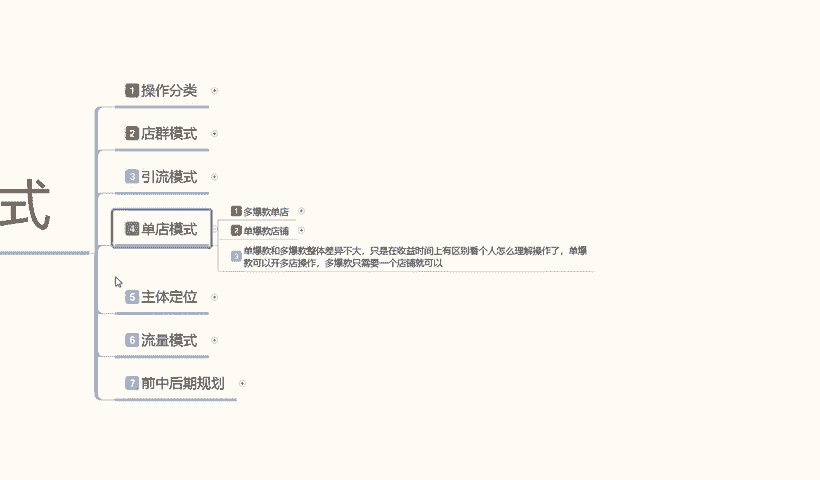 式
1 操作分类
2 店群模式
3 引流模式
4 单店模式
1 多爆款单店
2 单爆款店铺
3 单爆款和多爆款整体差异不大，只是在收益时间上有区别看个人怎么理解操作了，单爆
款可以开多店操作，多爆款只需要一个店铺就可以
5 主体定位
6 流量模式
7 前中后期规划